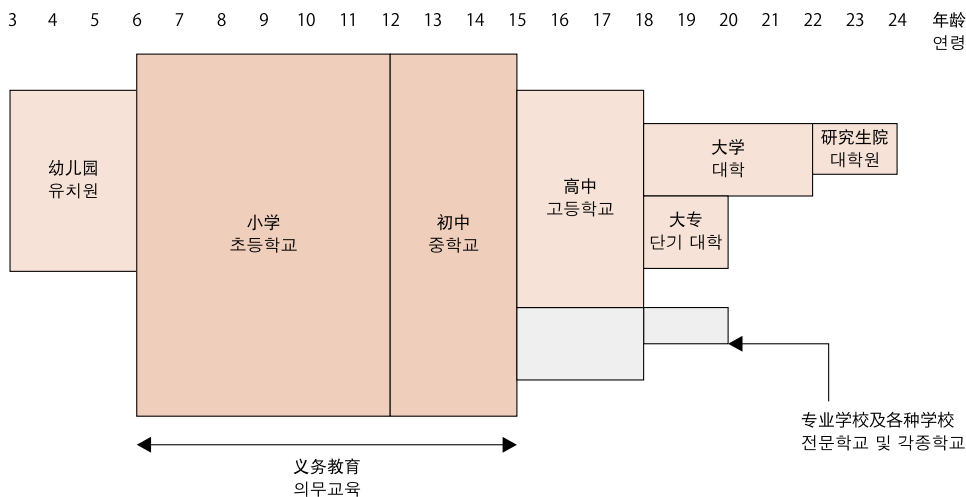 3 4 5 6 7 8 9 10 11 12 13 14 15 16 17 18 19 20 21 22 23 24 年龄
연령
幼儿园
유치원
小学
초등학교
初中
중학교
高中
고등학교
大学
대학
研究生院
대학원
大专
단기 대학
专业学校及各种学校
전문학교 및 각종학교
义务教育
의무교육